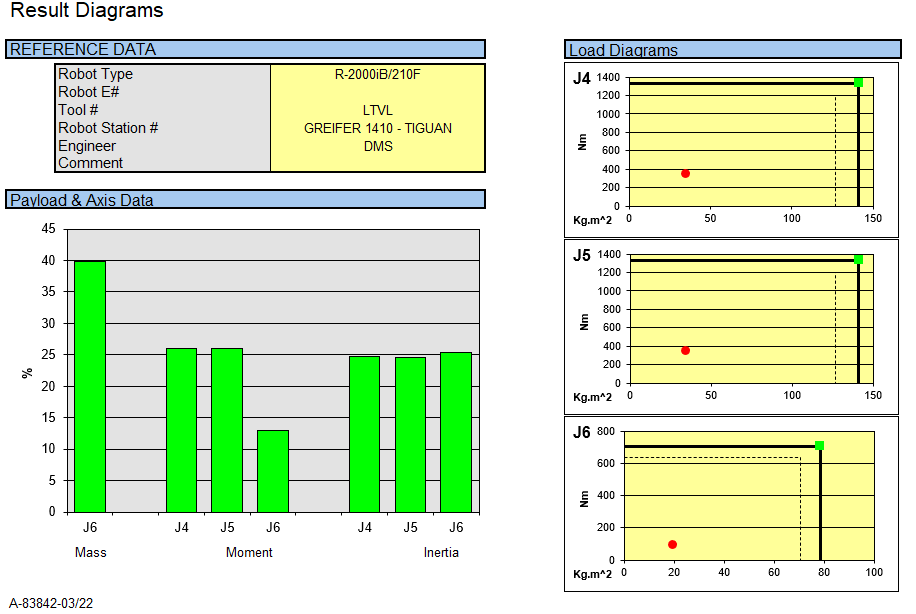 Result Diagrams
REFERENCE DATA
Robot Type R-2000iB/210F
Robot E#
Tool # LTVL
Robot Station # GREIFER 1410 - TIGUAN
Engineer DMS
Comment
Payload & Axis Data
45
40
35
30
25
20
15
10
5
0
%
J6 J4 J5 J6 J4 J5 J6
Mass Moment Inertia
Load Diagrams
J4
1400
1200
1000
800
600
400
200
0
Nm
Kg.m^2 0 50 100 150
J5
1400
1200
1000
800
600
400
200
0
Nm
Kg.m^2 0 50 100 150
J6
800
600
400
200
0
Nm
Kg.m^2 0 20 40 60 80 100
A-83842-03/22